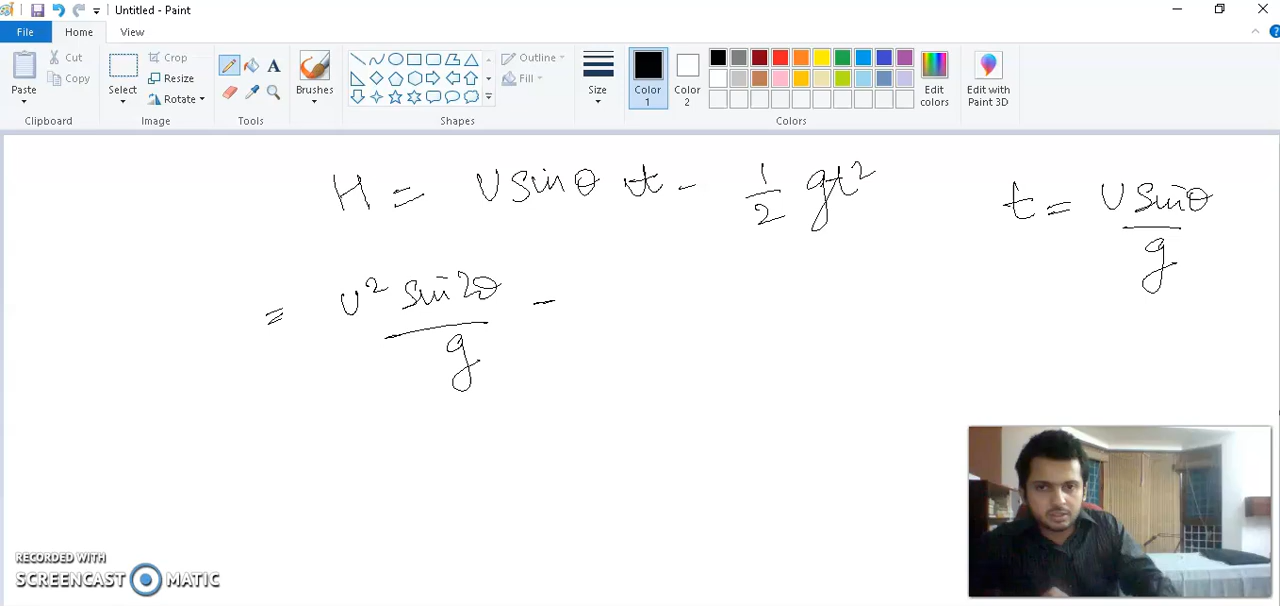 Untitled - Paint
File Home View
Cut
Copy
Paste
Crop
Resize
Rotate
Select
Brushes
Outline
Fill
Size
Color 1
Color 2
Edit colors
Edit with Paint 3D
Clipboard Image Tools Shapes Colors
H = U sinθ t - 1/2 gt²
t = U sinθ / g
= U² sin²θ / g -
RECORDED WITH
SCREENCAST MATIC